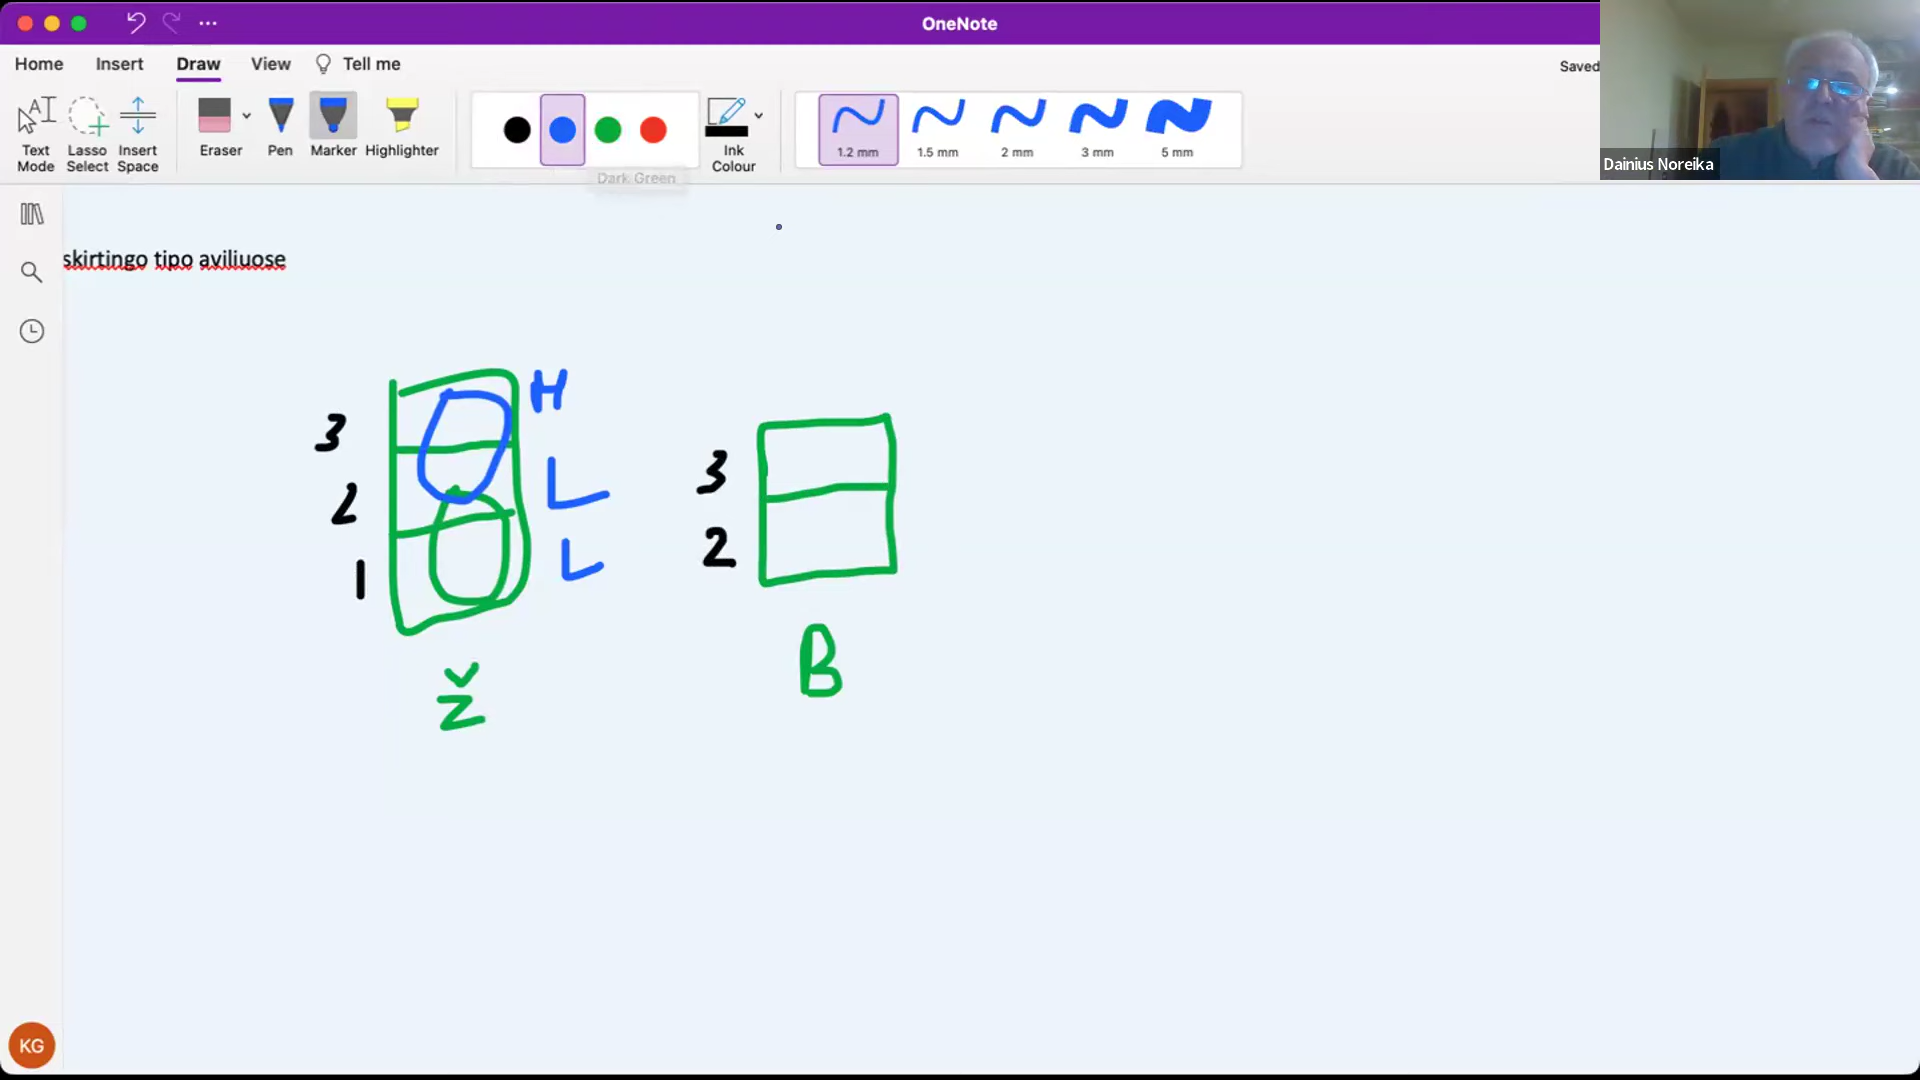 OneNote
Home Insert Draw View Tell me
Saved
Text Mode
Lasso Select
Insert Space
Eraser
Pen
Marker
Highlighter
Ink Colour
1.2 mm
1.5 mm
2 mm
3 mm
5 mm
Dark Green
Dainius Noreika
skirtingo tipo aviliuose
3 H
2 L
1 L
Ž
3
2
B
KG